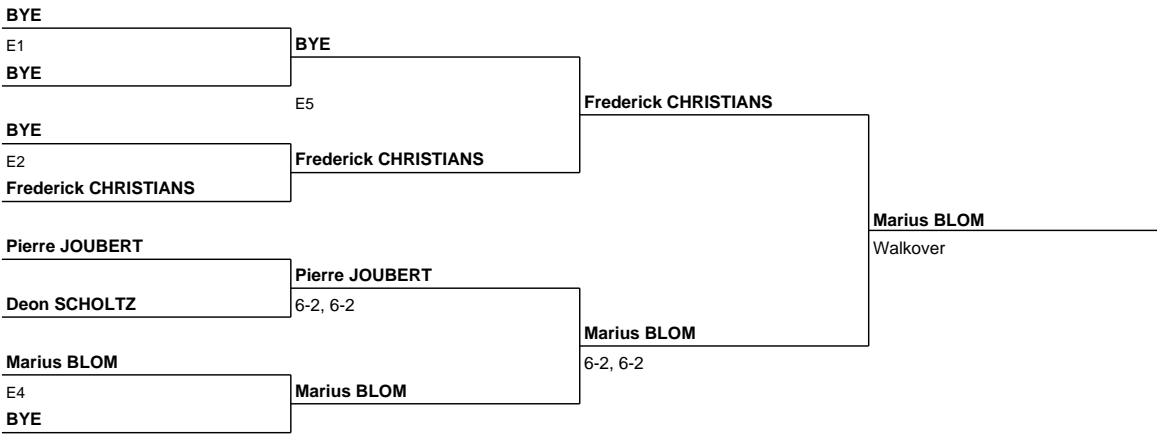 BYE
E1
BYE
BYE
E5
Frederick CHRISTIANS
BYE
E2
Frederick CHRISTIANS
Frederick CHRISTIANS
Marius BLOM
Walkover
Pierre JOUBERT
Pierre JOUBERT
Deon SCHOLTZ
6-2, 6-2
Marius BLOM
6-2, 6-2
Marius BLOM
E4
Marius BLOM
BYE